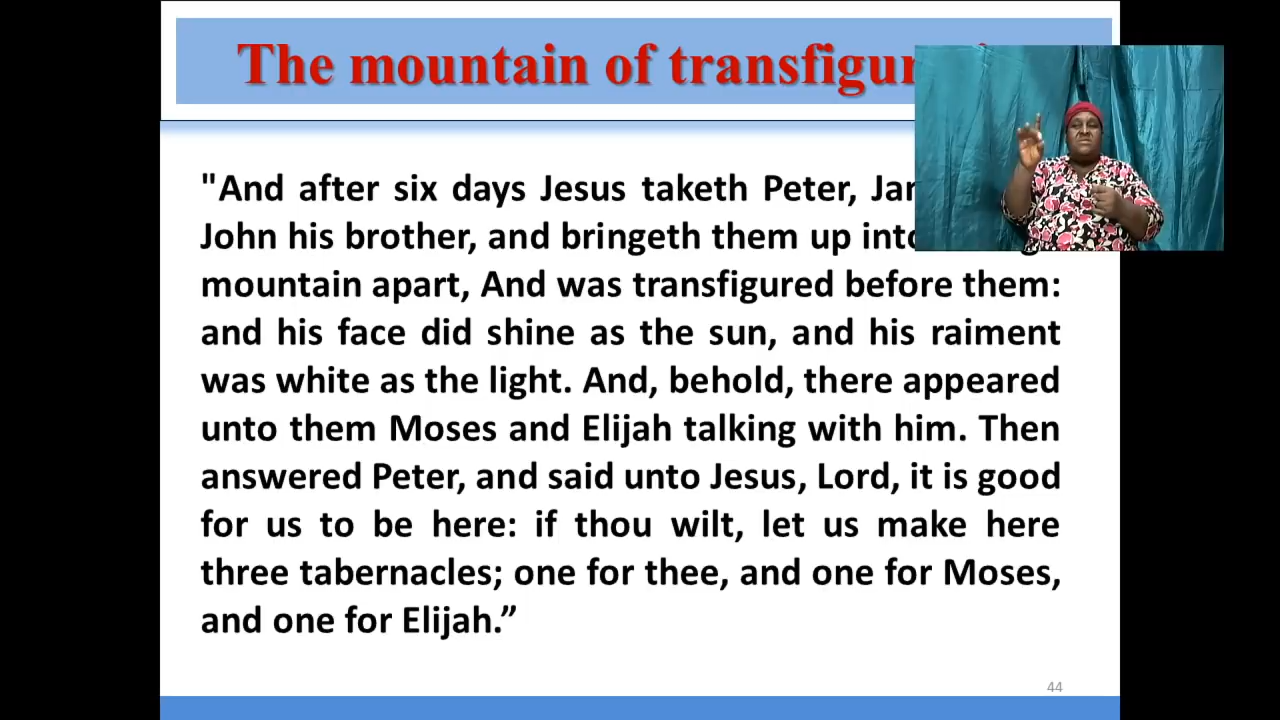 The mountain of
"And after six days Jesus taketh Peter,
John his brother, and bringeth them up
mountain apart, And was transfigured before them:
and his face did shine as the sun, and his raiment
was white as the light. And, behold, there appeared
unto them Moses and Elijah talking with him. Then
answered Peter, and said unto Jesus, Lord, it is good
for us to be here: if thou wilt, let us make here
three tabernacles; one for thee, and one for Moses,
and one for Elijah.”
44